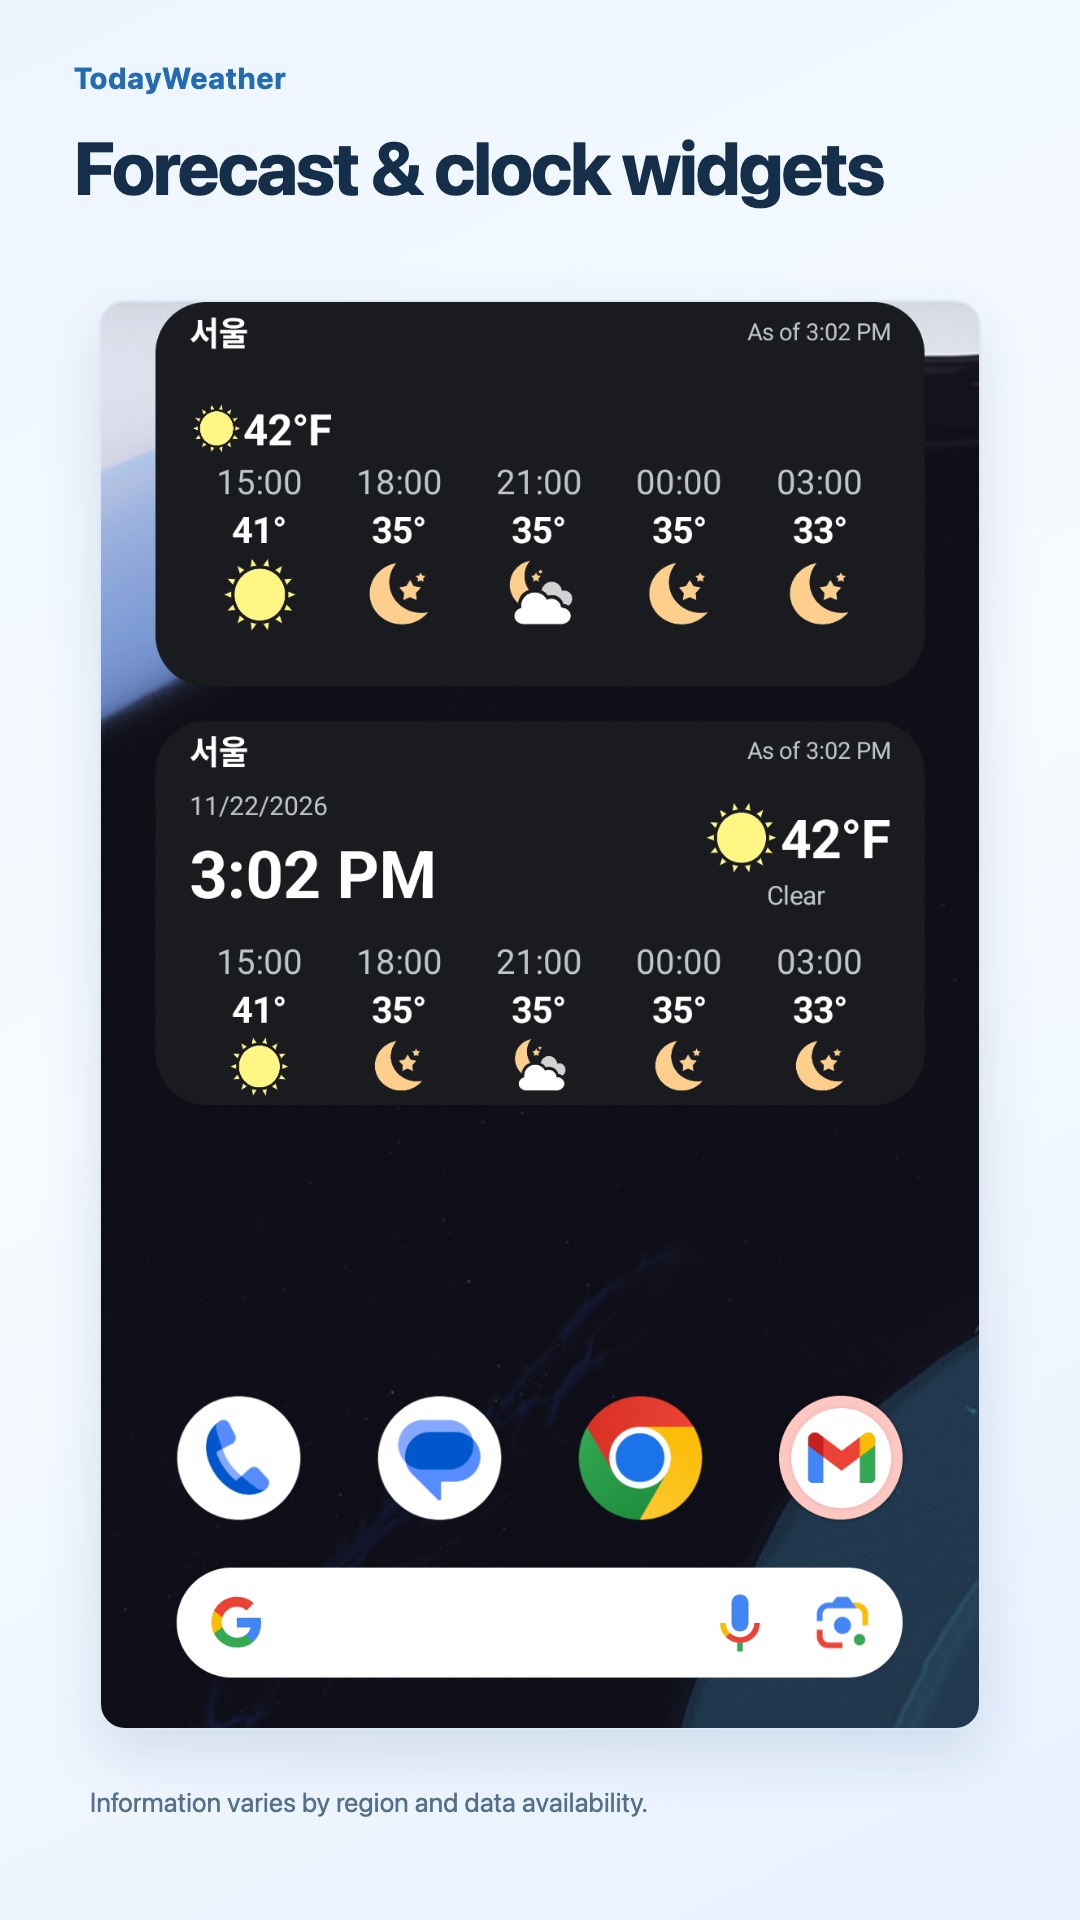 TodayWeather
Forecast & clock widgets
서울 As of 3:02 PM
42°F
15:00 18:00 21:00 00:00 03:00
41° 35° 35° 35° 33°
서울 As of 3:02 PM
11/22/2026
42°F
3:02 PM
Clear
15:00 18:00 21:00 00:00 03:00
41° 35° 35° 35° 33°
Information varies by region and data availability.